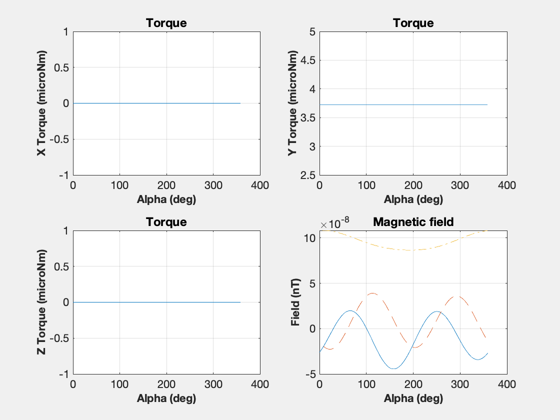 Torque
1
0.5
0
-0.5
-1
X Torque (microNm)
0 100 200 300 400
Alpha (deg)
Torque
5
4.5
4
3.5
3
2.5
Y Torque (microNm)
0 100 200 300 400
Alpha (deg)
Torque
1
0.5
0
-0.5
-1
Z Torque (microNm)
0 100 200 300 400
Alpha (deg)
×10⁻⁸ Magnetic field
10
5
0
-5
Field (nT)
0 100 200 300 400
Alpha (deg)